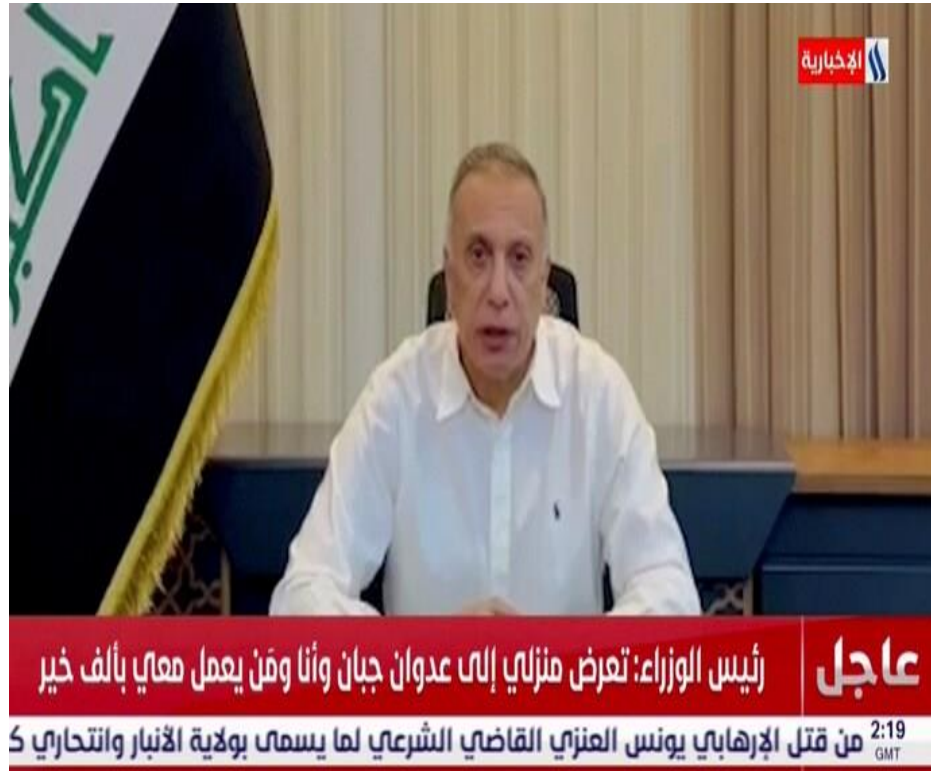 الإخبارية
عاجل
رئيس الوزراء: تعرض منزلي إلى عدوان جبان وأنا ومَن يعمل معي بألف خير
2:19
GMT
من قتل الإرهابي يونس العنزي القاضي الشرعي لما يسمى بولاية الأنبار وانتحاري ك